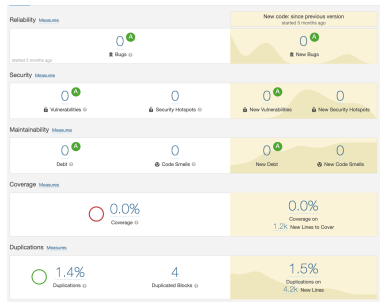 Reliability Measures
New code: since previous version
started 5 months ago
0 A
Bugs
started 5 months ago
0 A
New Bugs
Security Measures
0 A
Vulnerabilities
0
Security Hotspots
0 A
New Vulnerabilities
0
New Security Hotspots
Maintainability Measures
0 A
Debt
0
Code Smells
0 A
New Debt
0
New Code Smells
Coverage Measures
0.0%
Coverage
0.0%
Coverage on
1.2k New Lines to Cover
Duplications Measures
1.4%
Duplications
4
Duplicated Blocks
1.5%
Duplications on
4.2k New Lines